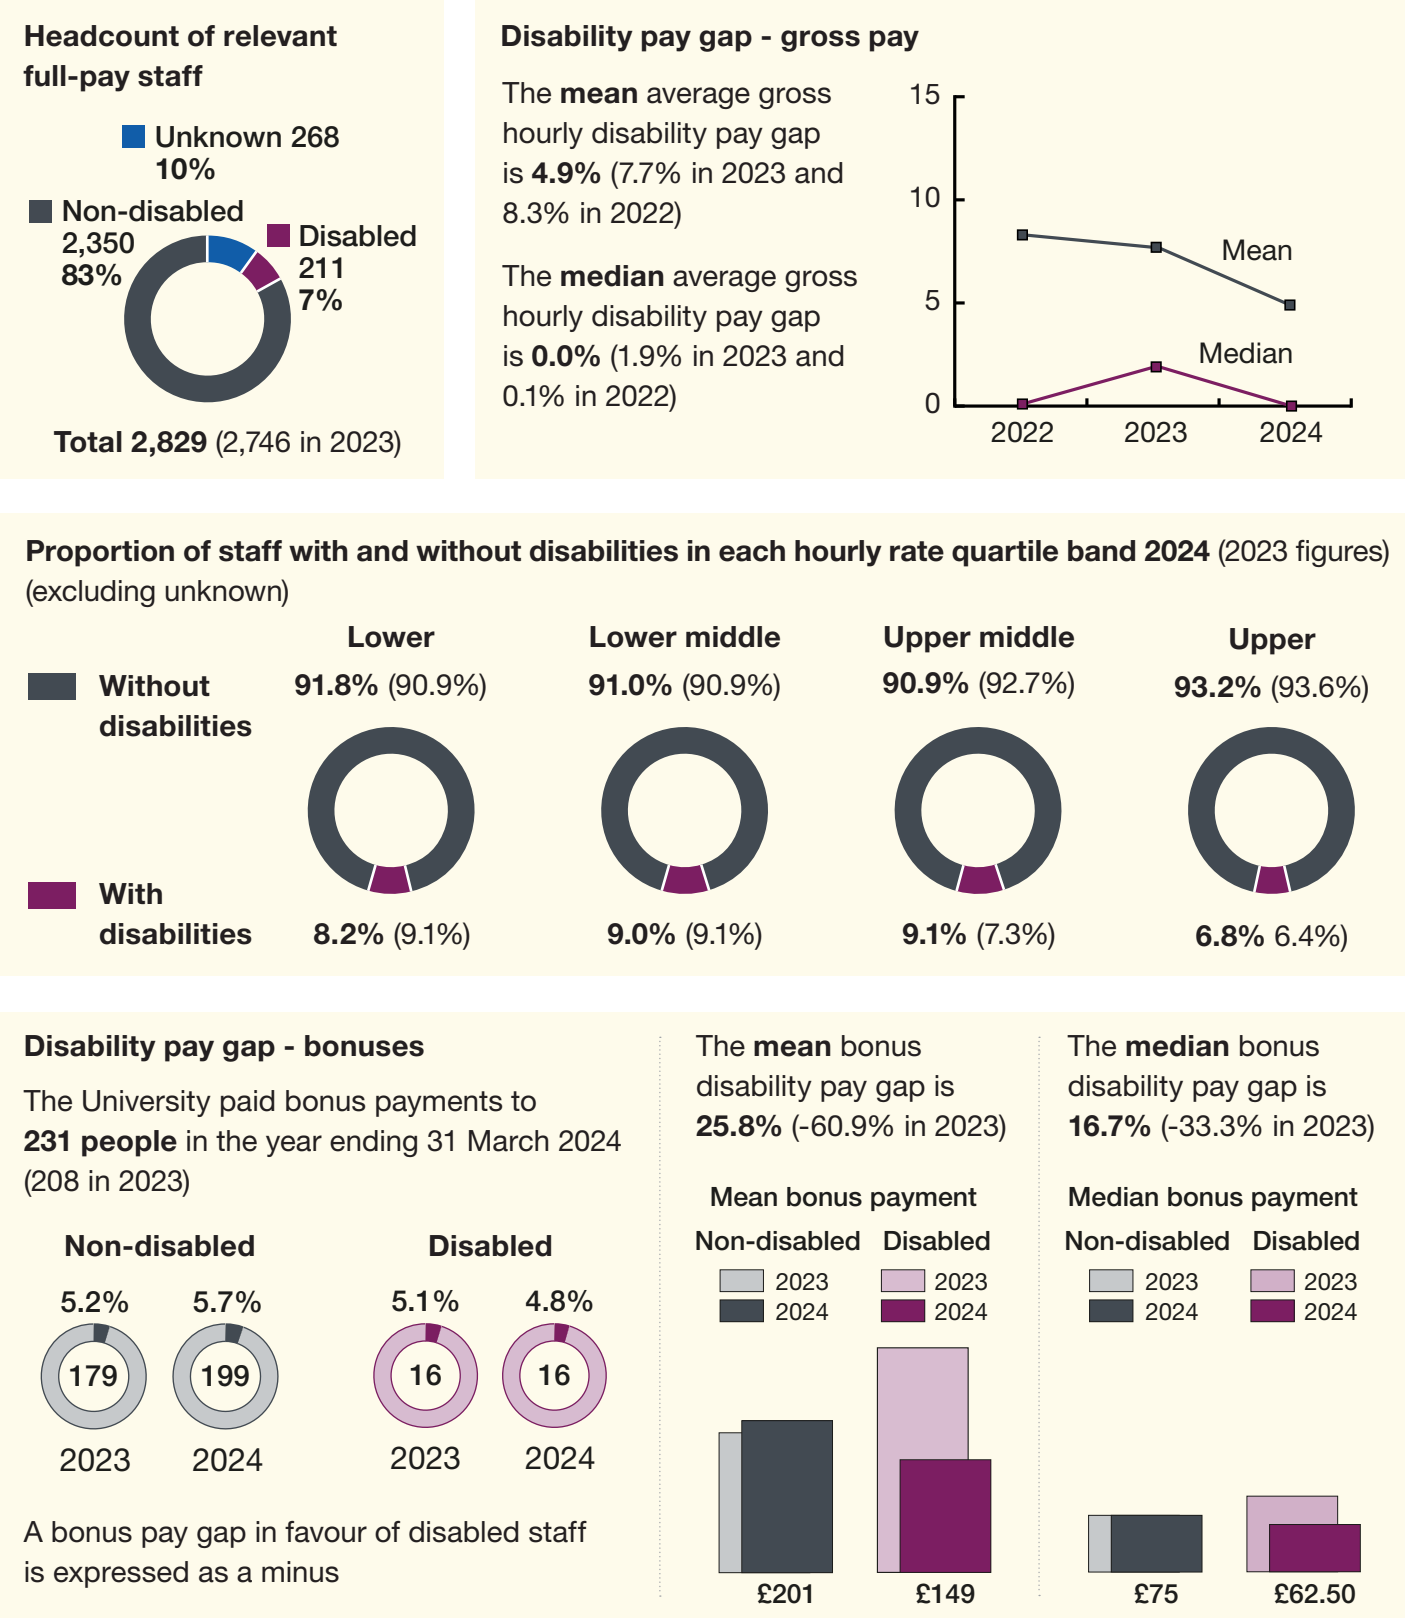 Headcount of relevant
full-pay staff
Unknown 268
10%
Non-disabled
2,350
83%
Disabled
211
7%
Total 2,829 (2,746 in 2023)
Disability pay gap - gross pay
The mean average gross
hourly disability pay gap
is 4.9% (7.7% in 2023 and
8.3% in 2022)
The median average gross
hourly disability pay gap
is 0.0% (1.9% in 2023 and
0.1% in 2022)
15
10
5
0
Mean
Median
2022 2023 2024
Proportion of staff with and without disabilities in each hourly rate quartile band 2024 (2023 figures)
(excluding unknown)
Lower Lower middle Upper middle Upper
Without
disabilities
91.8% (90.9%) 91.0% (90.9%) 90.9% (92.7%) 93.2% (93.6%)
With
disabilities
8.2% (9.1%) 9.0% (9.1%) 9.1% (7.3%) 6.8% 6.4%)
Disability pay gap - bonuses
The University paid bonus payments to
231 people in the year ending 31 March 2024
(208 in 2023)
Non-disabled Disabled
5.2% 5.7% 5.1% 4.8%
179 199 16 16
2023 2024 2023 2024
A bonus pay gap in favour of disabled staff
is expressed as a minus
The mean bonus
disability pay gap is
25.8% (-60.9% in 2023)
Mean bonus payment
Non-disabled Disabled
2023 2023
2024 2024
£201 £149
The median bonus
disability pay gap is
16.7% (-33.3% in 2023)
Median bonus payment
Non-disabled Disabled
2023 2023
2024 2024
£75 £62.50